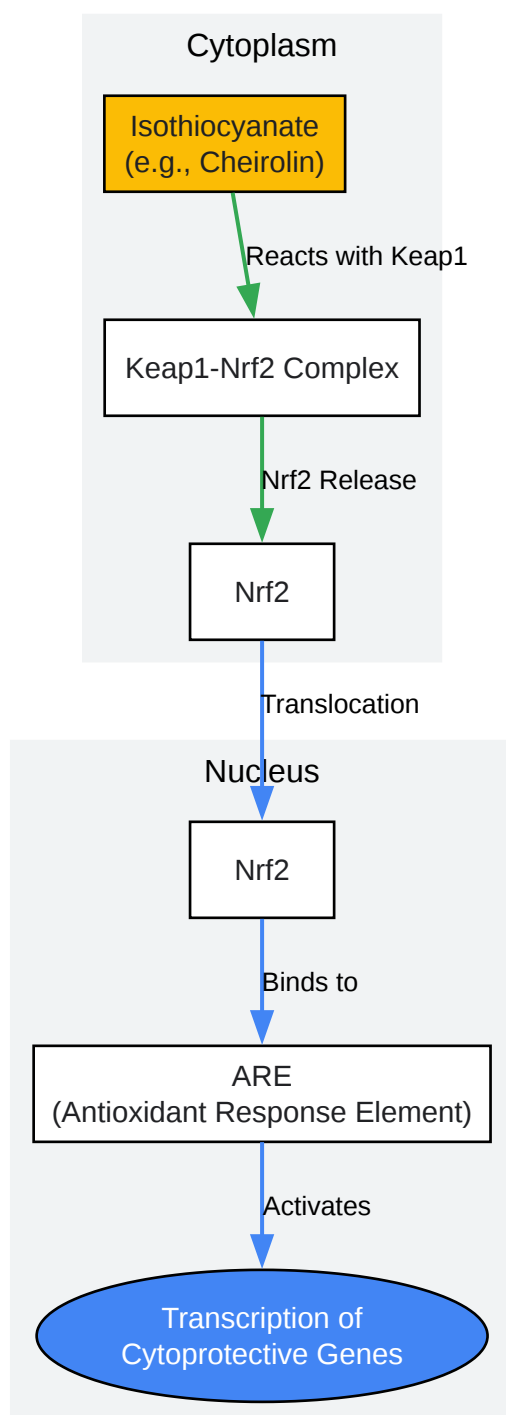 Cytoplasm
Isothiocyanate
(e.g., Cheirolin)
Reacts with Keap1
Keap1-Nrf2 Complex
Nrf2 Release
Nrf2
Translocation
Nucleus
Nrf2
Binds to
ARE
(Antioxidant Response Element)
Activates
Transcription of
Cytoprotective Genes